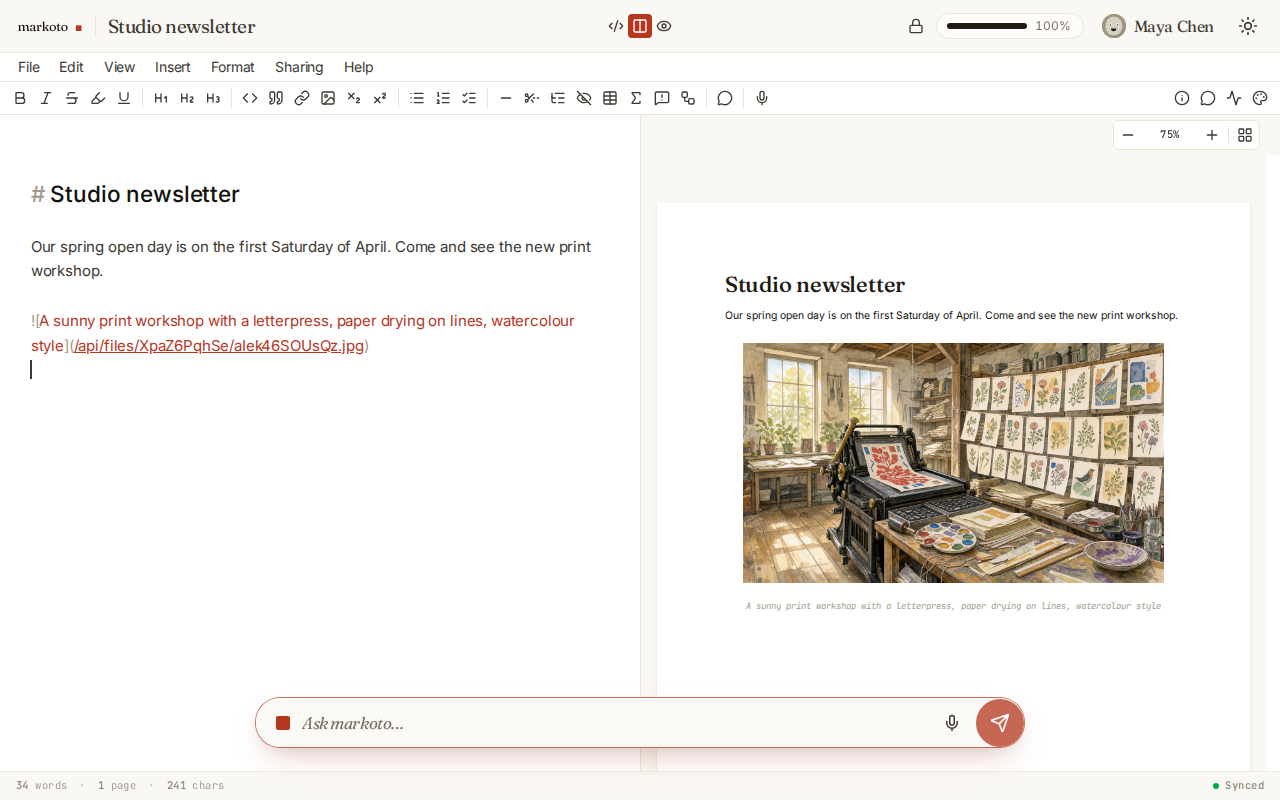 markoto
Studio newsletter
100%
Maya Chen
File Edit View Insert Format Sharing Help
H1 H2 H3
75%
# Studio newsletter
Our spring open day is on the first Saturday of April. Come and see the new print
workshop.
![A sunny print workshop with a letterpress, paper drying on lines, watercolour
style](/api/files/XpaZ6PqhSe/alek46SOUsQz.jpg)
Studio newsletter
Our spring open day is on the first Saturday of April. Come and see the new print workshop.
A sunny print workshop with a letterpress, paper drying on lines, watercolour style
Ask markoto...
34 words · 1 page · 241 chars
Synced